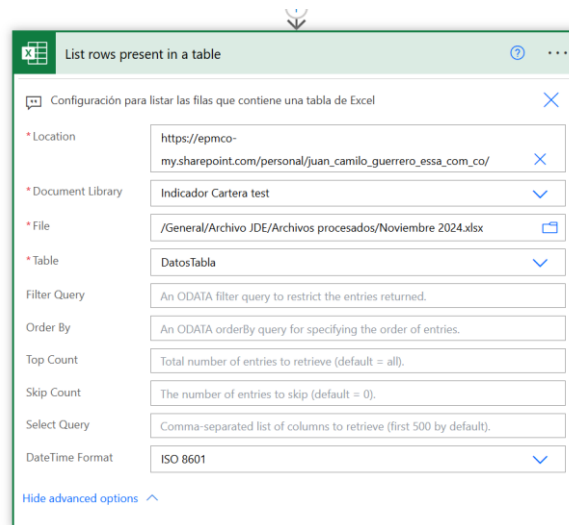 List rows present in a table
Configuración para listar las filas que contiene una tabla de Excel
* Location
https://epmco-
my.sharepoint.com/personal/juan_camilo_guerrero_essa_com_co/
* Document Library
Indicador Cartera test
* File
/General/Archivo JDE/Archivos procesados/Noviembre 2024.xlsx
* Table
DatosTabla
Filter Query
An ODATA filter query to restrict the entries returned.
Order By
An ODATA orderBy query for specifying the order of entries.
Top Count
Total number of entries to retrieve (default = all).
Skip Count
The number of entries to skip (default = 0).
Select Query
Comma-separated list of columns to retrieve (first 500 by default).
DateTime Format
ISO 8601
Hide advanced options